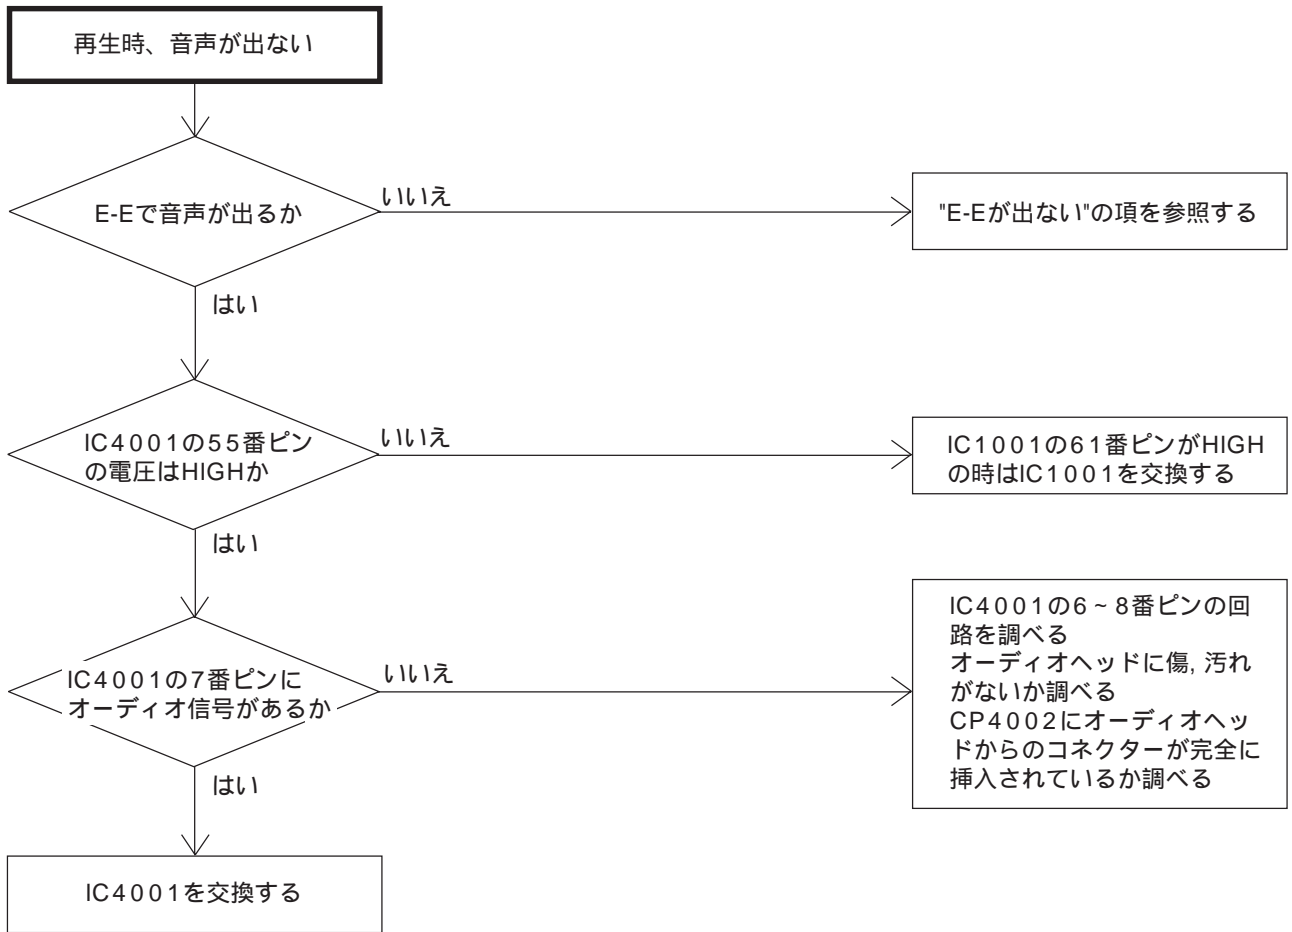 再生時、音声が出ない
E-Eで音声が出るか
いいえ
"E-Eが出ない"の項を参照する
はい
IC4001の55番ピン
の電圧はHIGHか
いいえ
IC1001の61番ピンがHIGH
の時はIC1001を交換する
はい
IC4001の7番ピンに
オーディオ信号があるか
いいえ
IC4001の6~8番ピンの回
路を調べる
オーディオヘッドに傷, 汚れ
がないか調べる
CP4002にオーディオヘッ
ドからのコネクターが完全に
挿入されているか調べる
はい
IC4001を交換する